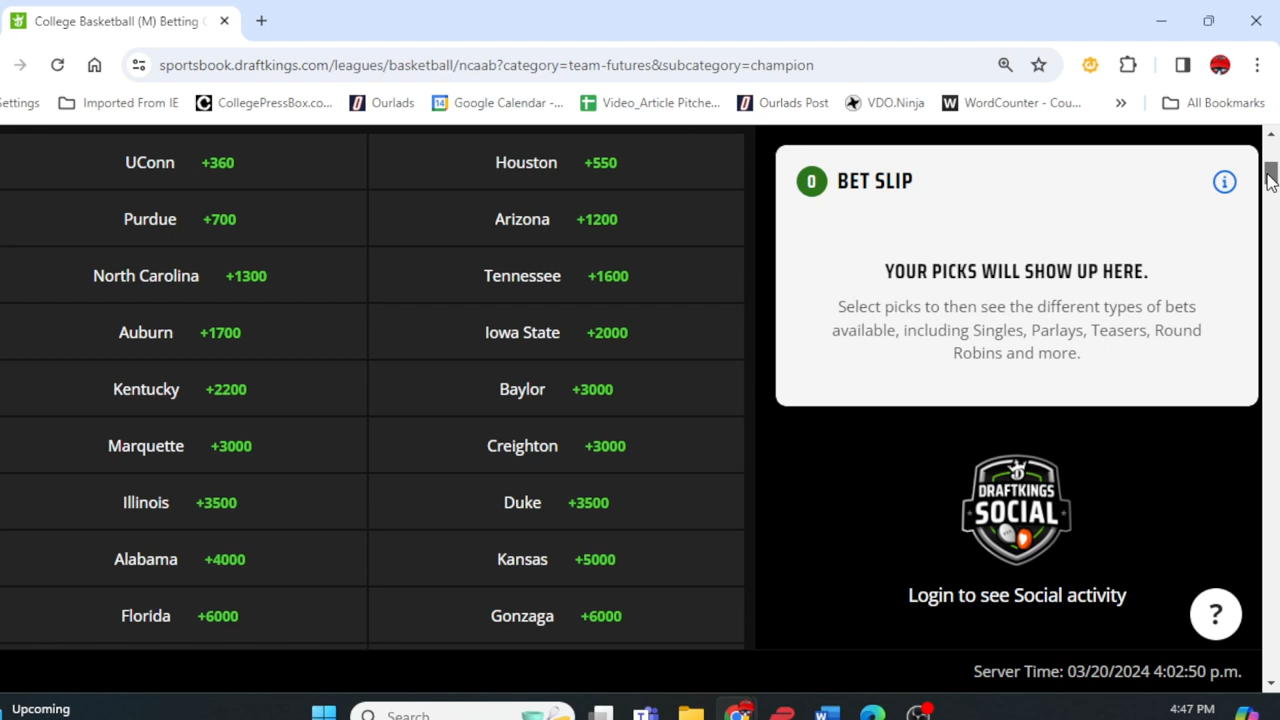 College Basketball (M) Betting
sportsbook.draftkings.com/leagues/basketball/ncaab?category=team-futures&subcategory=champion
ettings Imported From IE CollegePressBox.co... Ourlads Google Calendar -... Video_Article Pitche... Ourlads Post VDO.Ninja WordCounter - Cou... » All Bookmarks
UConn +360 Houston +550
Purdue +700 Arizona +1200
North Carolina +1300 Tennessee +1600
Auburn +1700 Iowa State +2000
Kentucky +2200 Baylor +3000
Marquette +3000 Creighton +3000
Illinois +3500 Duke +3500
Alabama +4000 Kansas +5000
Florida +6000 Gonzaga +6000
0 BET SLIP
YOUR PICKS WILL SHOW UP HERE.
Select picks to then see the different types of bets
available, including Singles, Parlays, Teasers, Round
Robins and more.
DRAFTKINGS
SOCIAL
Login to see Social activity
?
Server Time: 03/20/2024 4:02:50 p.m.
Upcoming
Search
4:47 PM